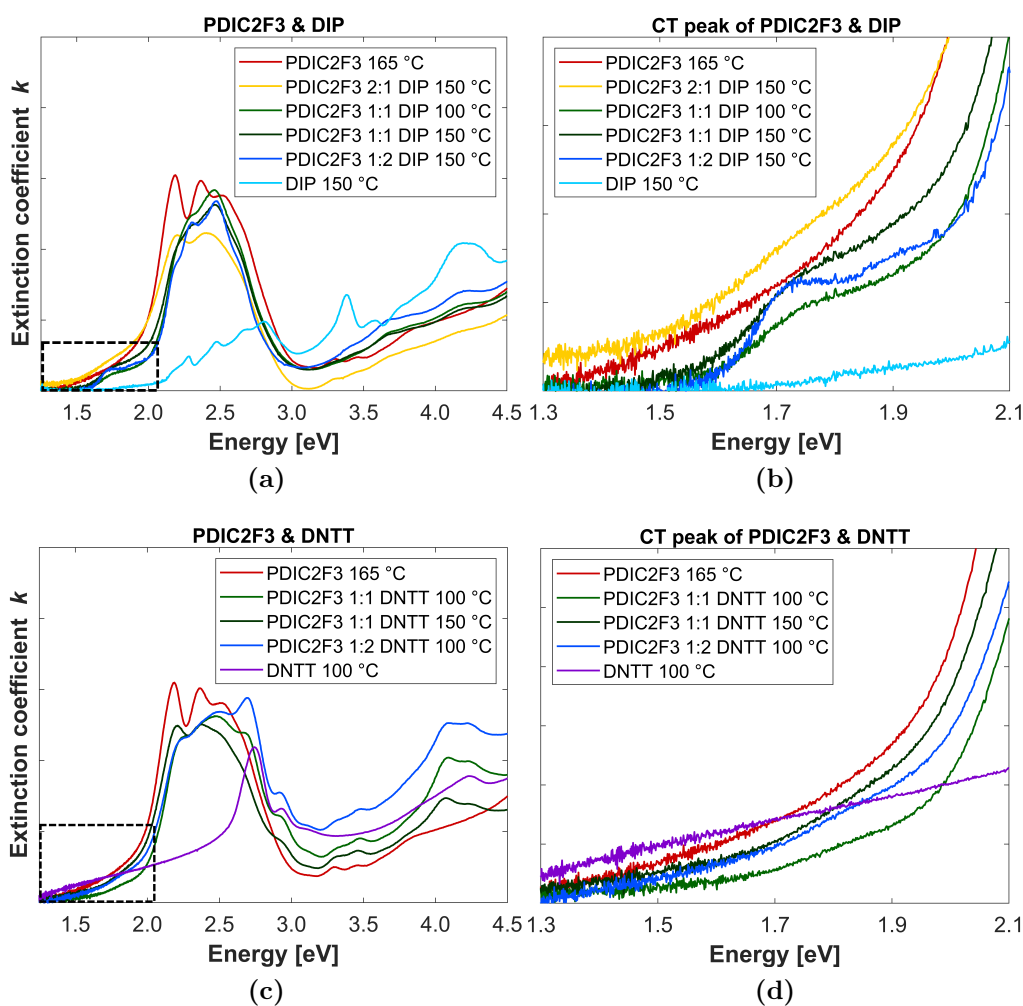 PDIC2F3 & DIP
Extinction coefficient k
PDIC2F3 165 °C
PDIC2F3 2:1 DIP 150 °C
PDIC2F3 1:1 DIP 100 °C
PDIC2F3 1:1 DIP 150 °C
PDIC2F3 1:2 DIP 150 °C
DIP 150 °C
1.5 2.0 2.5 3.0 3.5 4.0 4.5
Energy [eV]
(a)
CT peak of PDIC2F3 & DIP
PDIC2F3 165 °C
PDIC2F3 2:1 DIP 150 °C
PDIC2F3 1:1 DIP 100 °C
PDIC2F3 1:1 DIP 150 °C
PDIC2F3 1:2 DIP 150 °C
DIP 150 °C
1.3 1.5 1.7 1.9 2.1
Energy [eV]
(b)
PDIC2F3 & DNTT
Extinction coefficient k
PDIC2F3 165 °C
PDIC2F3 1:1 DNTT 100 °C
PDIC2F3 1:1 DNTT 150 °C
PDIC2F3 1:2 DNTT 100 °C
DNTT 100 °C
1.5 2.0 2.5 3.0 3.5 4.0 4.5
Energy [eV]
(c)
CT peak of PDIC2F3 & DNTT
PDIC2F3 165 °C
PDIC2F3 1:1 DNTT 100 °C
PDIC2F3 1:1 DNTT 150 °C
PDIC2F3 1:2 DNTT 100 °C
DNTT 100 °C
1.3 1.5 1.7 1.9 2.1
Energy [eV]
(d)